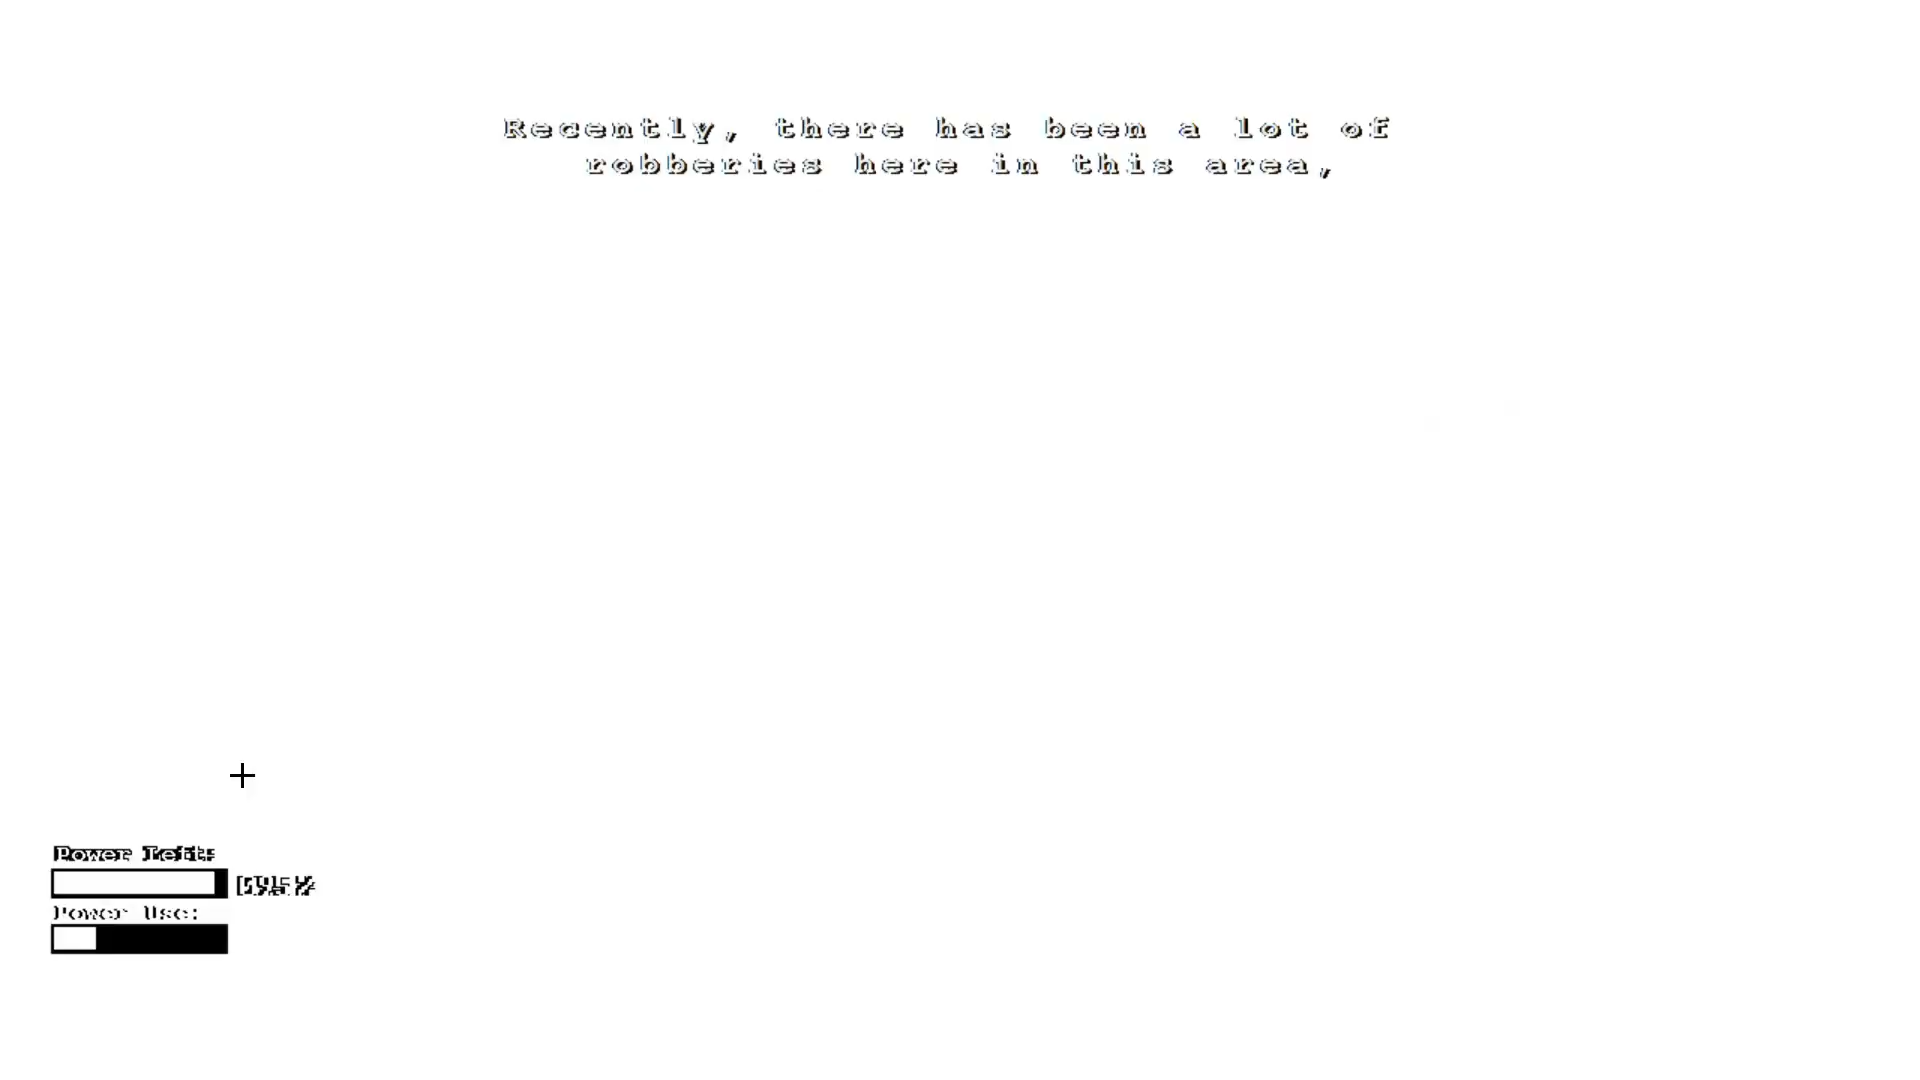 Recently, there has been a lot of
robberies here in this area,
Power Left:
Power Use: